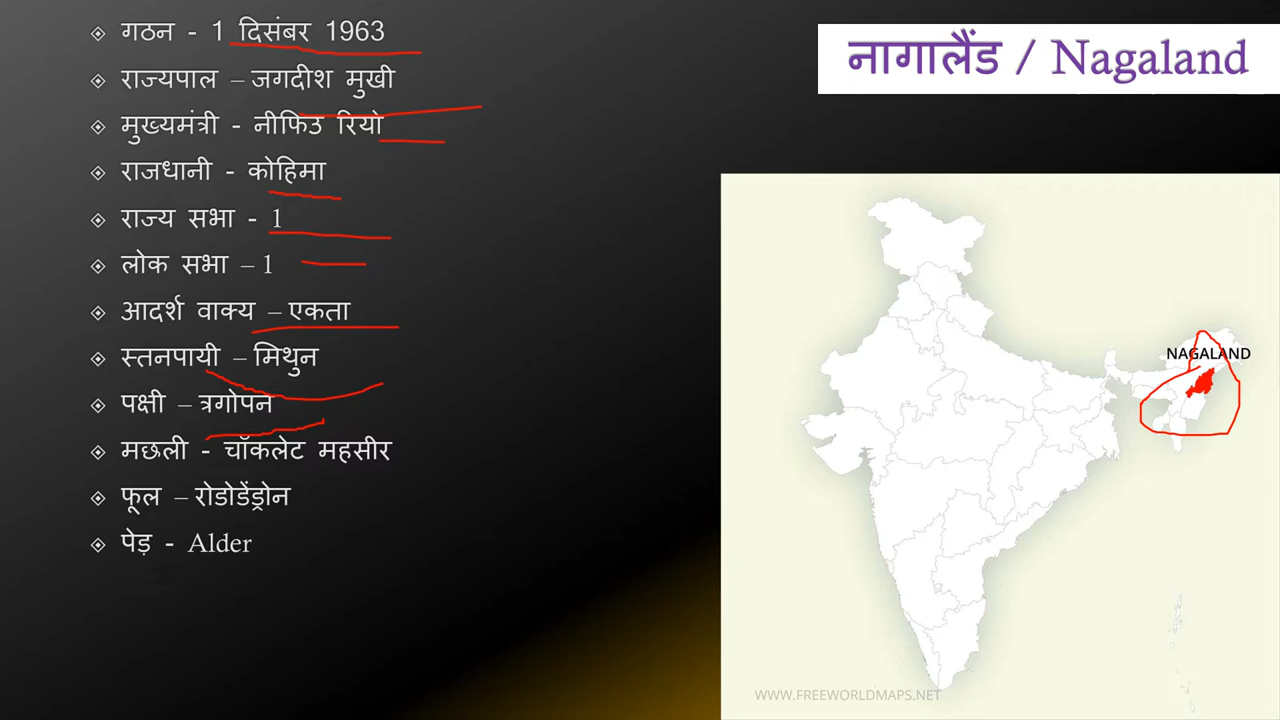 नागालैंड / Nagaland
गठन - 1 दिसंबर 1963
राज्यपाल – जगदीश मुखी
मुख्यमंत्री - नीफिउ रियो
राजधानी - कोहिमा
राज्य सभा - 1
लोक सभा – 1
आदर्श वाक्य – एकता
स्तनपायी – मिथुन
पक्षी – त्रगोपन
मछली - चॉकलेट महसीर
फूल – रोडोडेंड्रोन
पेड़ - Alder
NAGALAND
WWW.FREEWORLDMAPS.NET